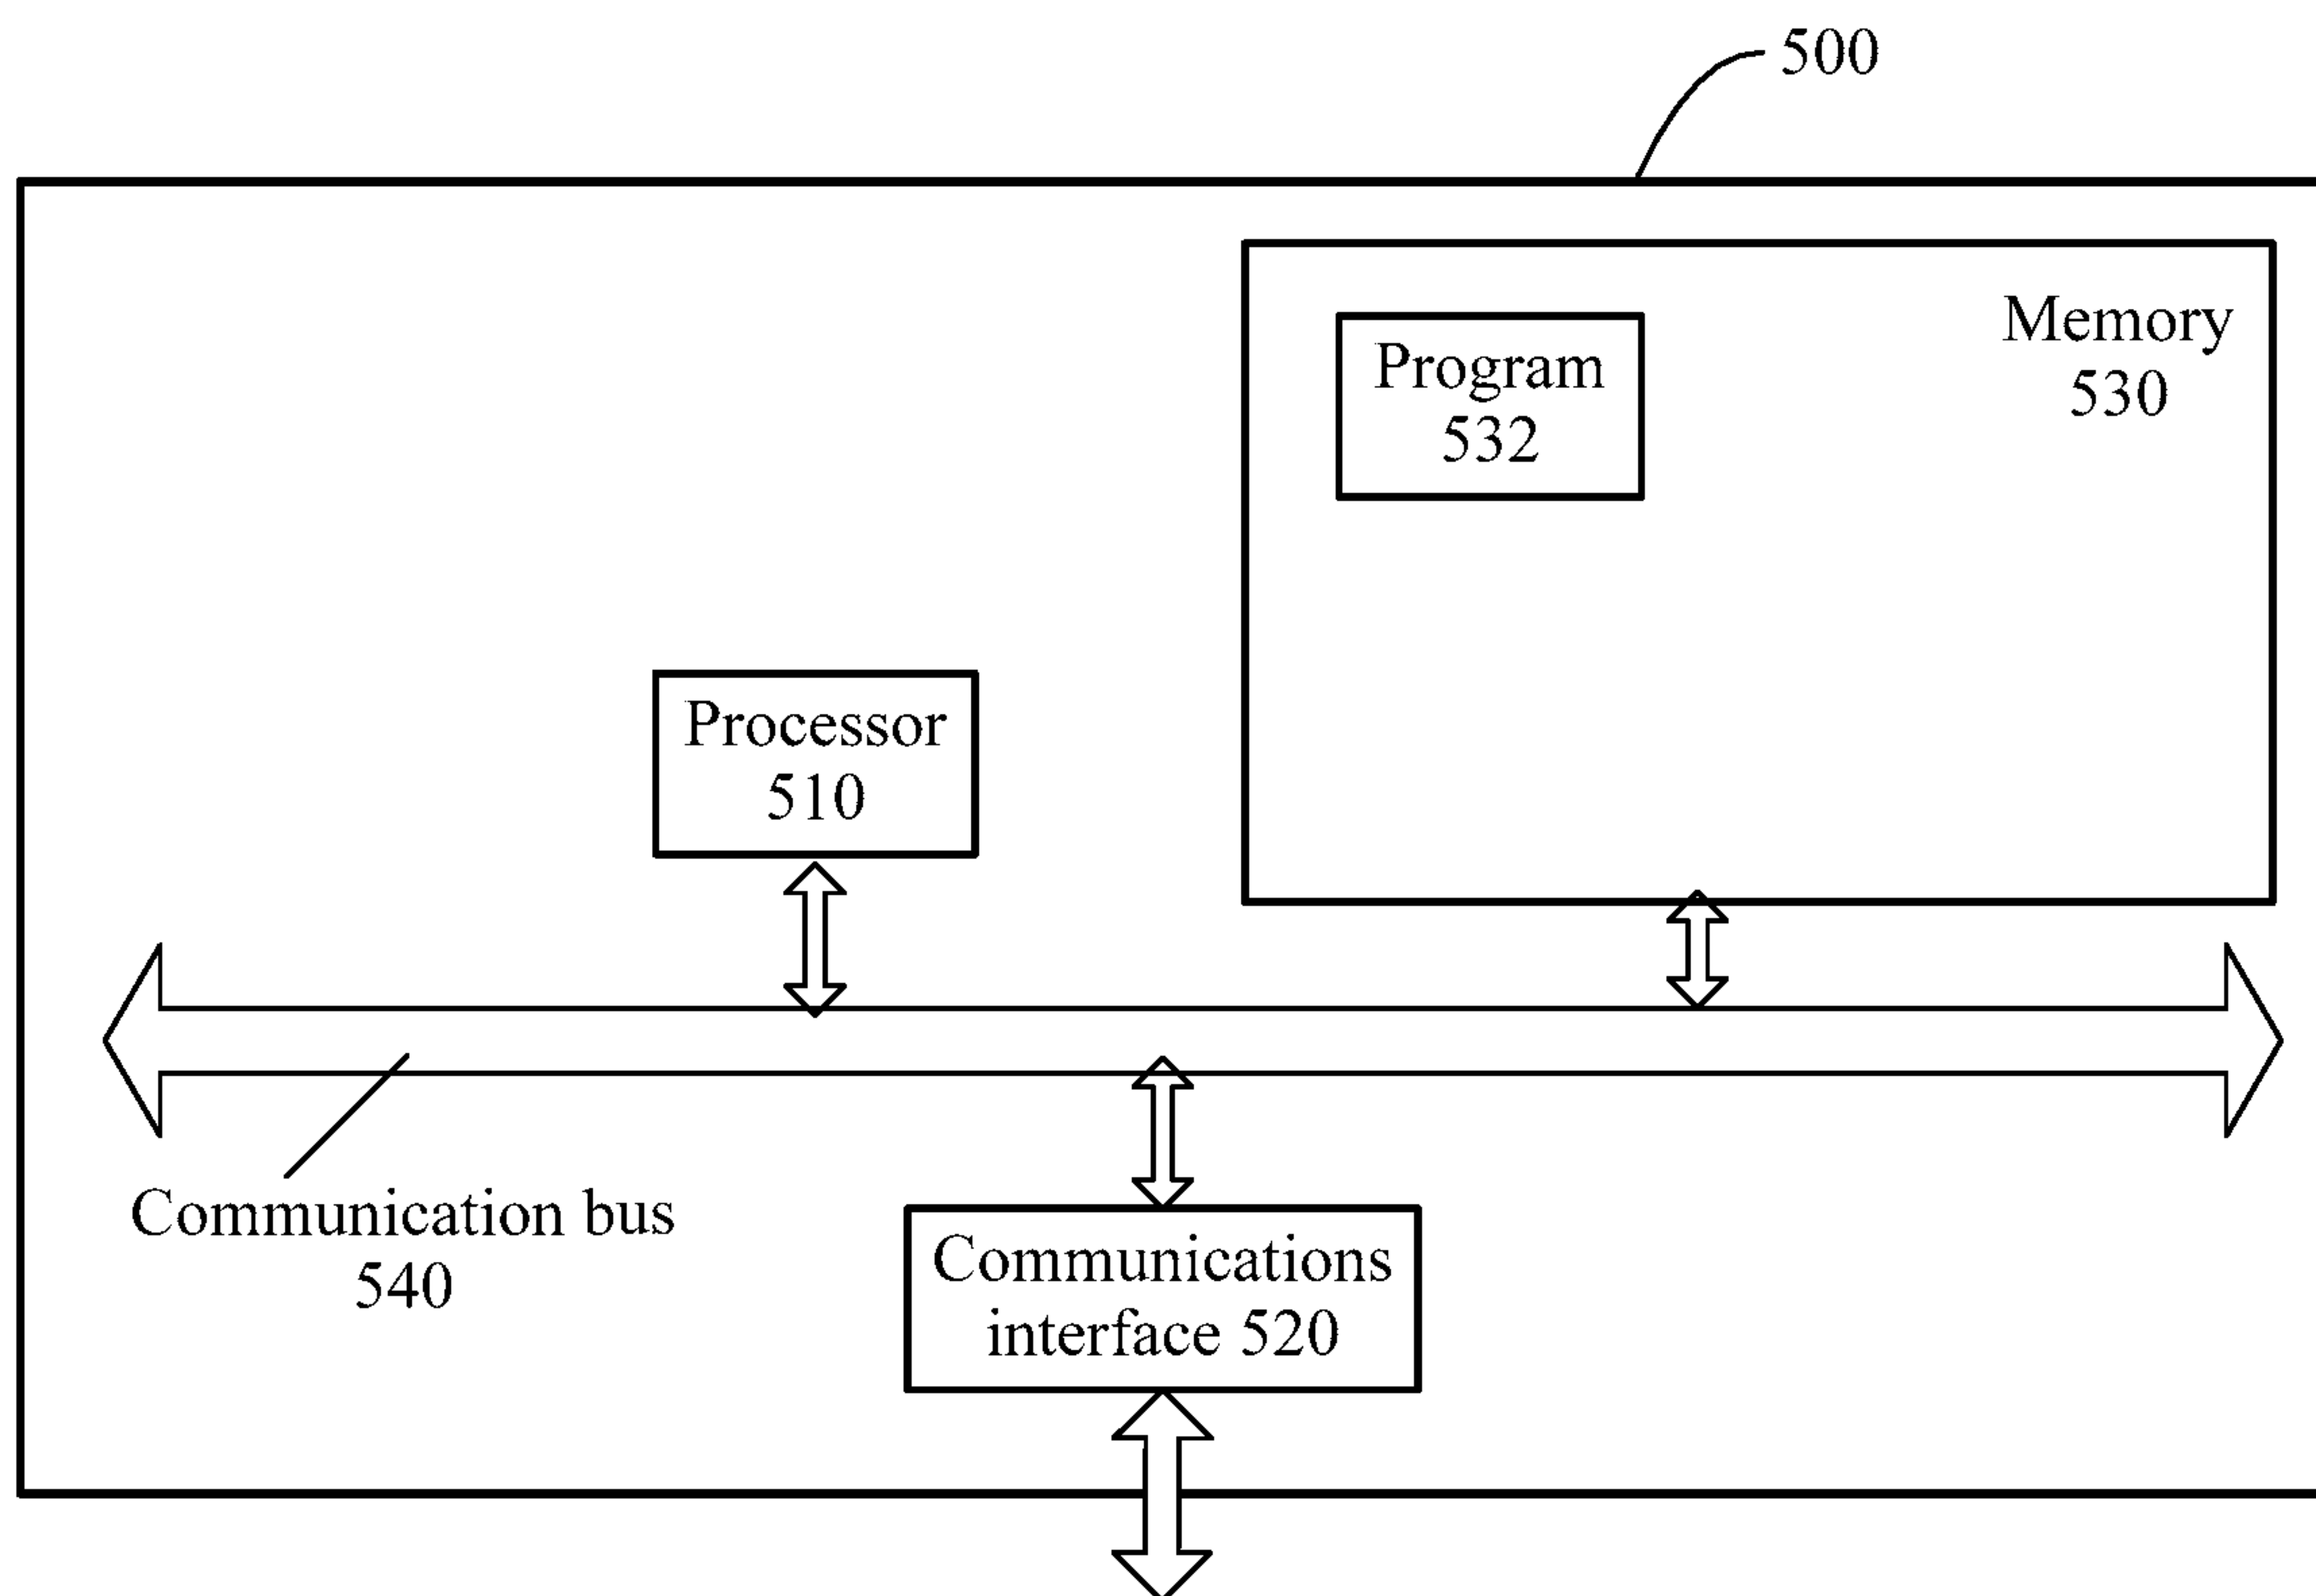 500
Memory
530
Program
532
Processor
510
Communication bus
540
Communications
interface 520